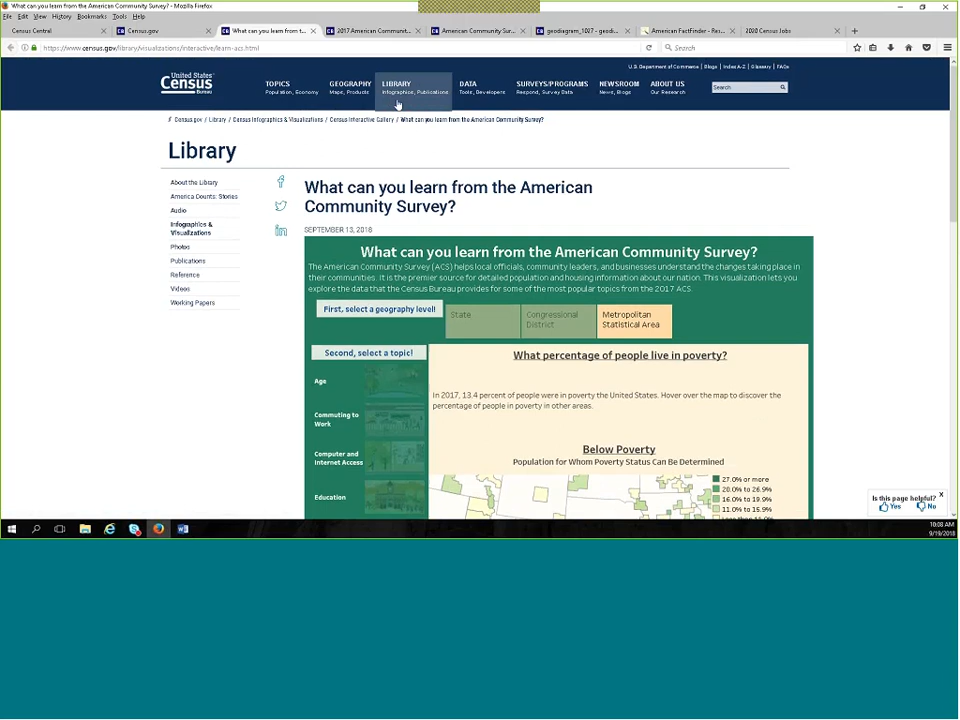 What can you learn from the American Community Survey? - Mozilla Firefox
File Edit View History Bookmarks Tools Help
Census Central
Census.gov
What can you learn from t...
2017 American Communit...
American Community Sur...
geodiagram_1027 - geodi...
American FactFinder - Res...
2020 Census Jobs
https://www.census.gov/library/visualizations/interactive/learn-acs.html
Search
U.S. Department of Commerce | Blogs | Index A-Z | Glossary | FAQs
United States®
Census
Bureau
TOPICS
Population, Economy
GEOGRAPHY
Maps, Products
LIBRARY
Infographics, Publications
DATA
Tools, Developers
SURVEYS/PROGRAMS
Respond, Survey Data
NEWSROOM
News, Blogs
ABOUT US
Our Research
Search
Census.gov / Library / Census Infographics & Visualizations / Census Interactive Gallery / What can you learn from the American Community Survey?
Library
About the Library
America Counts: Stories
Audio
Infographics &
Visualizations
Photos
Publications
Reference
Videos
Working Papers
What can you learn from the American
Community Survey?
SEPTEMBER 13, 2018
What can you learn from the American Community Survey?
The American Community Survey (ACS) helps local officials, community leaders, and businesses understand the changes taking place in
their communities. It is the premier source for detailed population and housing information about our nation. This visualization lets you
explore the data that the Census Bureau provides for some of the most popular topics from the 2017 ACS.
First, select a geography level!
State
Congressional
District
Metropolitan
Statistical Area
Second, select a topic!
Age
Commuting to
Work
Computer and
Internet Access
Education
What percentage of people live in poverty?
In 2017, 13.4 percent of people were in poverty the United States. Hover over the map to discover the
percentage of people in poverty in other areas.
Below Poverty
Population for Whom Poverty Status Can Be Determined
27.0% or more
20.0% to 26.9%
16.0% to 19.9%
11.0% to 15.9%
Is this page helpful? X
Yes No
10:08 AM
9/19/2018